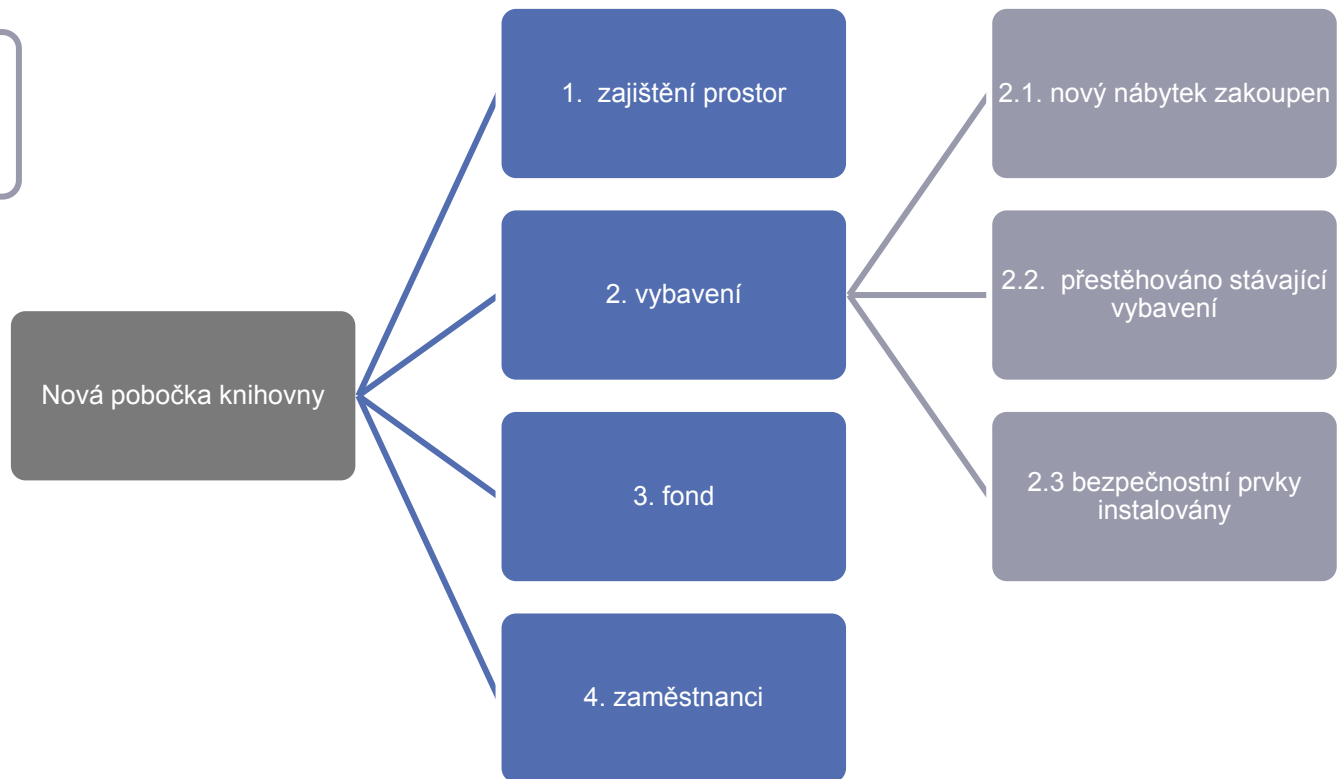 Nová pobočka knihovny
1. zajištění prostor
2. vybavení
3. fond
4. zaměstnanci
2.1. nový nábytek zakoupen
2.2. přestěhováno stávající
vybavení
2.3 bezpečnostní prvky
instalovány